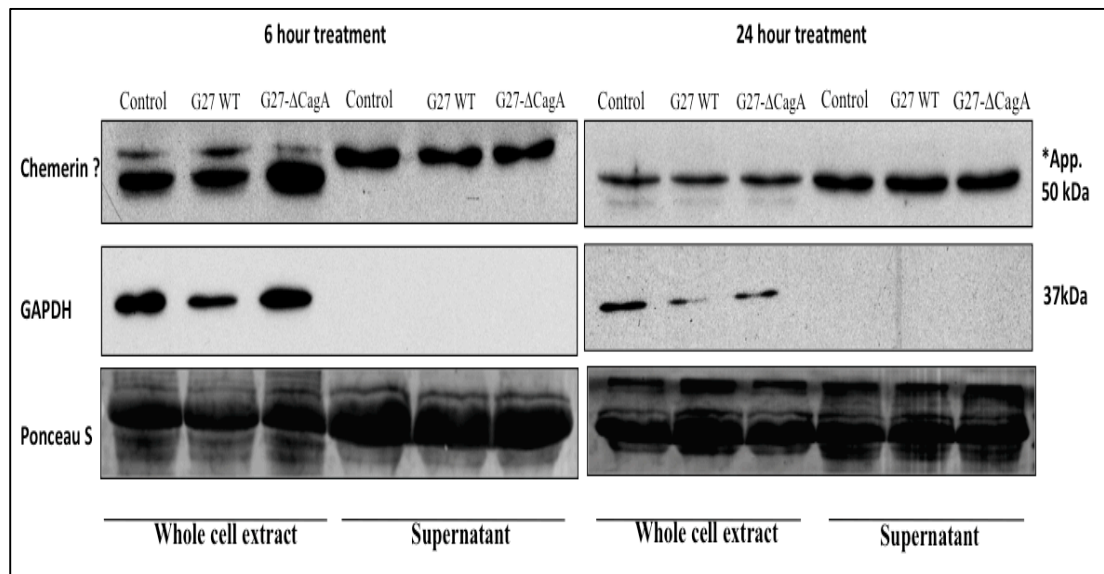 6 hour treatment
24 hour treatment
Control G27 WT G27-ΔCagA Control G27 WT G27-ΔCagA
Control G27 WT G27-ΔCagA Control G27 WT G27-ΔCagA
Chemerin ?
*App.
50 kDa
GAPDH
37kDa
Ponceau S
Whole cell extract
Supernatant
Whole cell extract
Supernatant